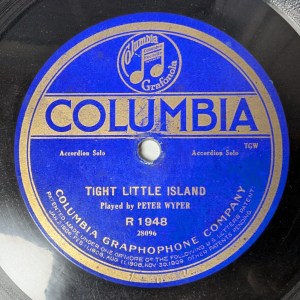 Columbia
Grafonola
COLUMBIA
Accordion Solo
Accordion Solo
TGW
TIGHT LITTLE ISLAND
Played by PETER WYPER
R 1948
28096
COLUMBIA GRAPHOPHONE COMPANY